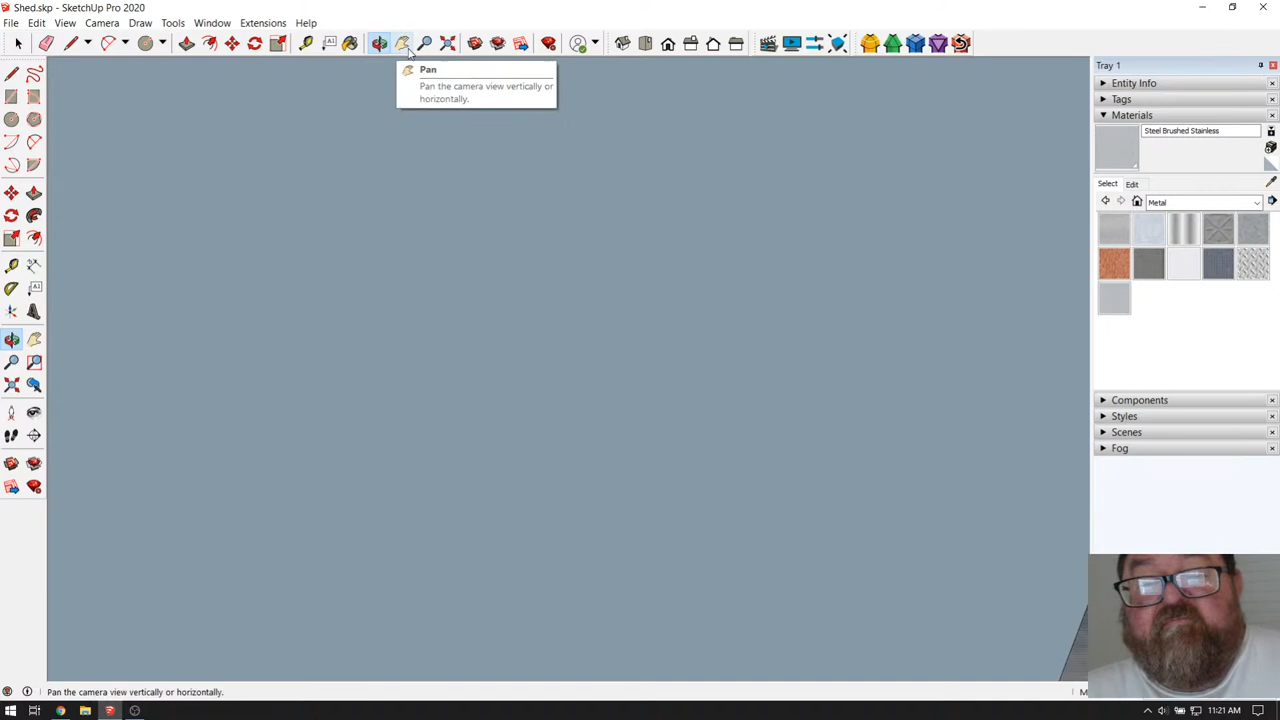 Shed.skp - SketchUp Pro 2020
File Edit View Camera Draw Tools Window Extensions Help
Tray 1
Pan
Pan the camera view vertically or
horizontally.
Entity Info
Tags
Materials
Steel Brushed Stainless
Select Edit
Metal
Components
Styles
Scenes
Fog
Pan the camera view vertically or horizontally.
M
11:21 AM